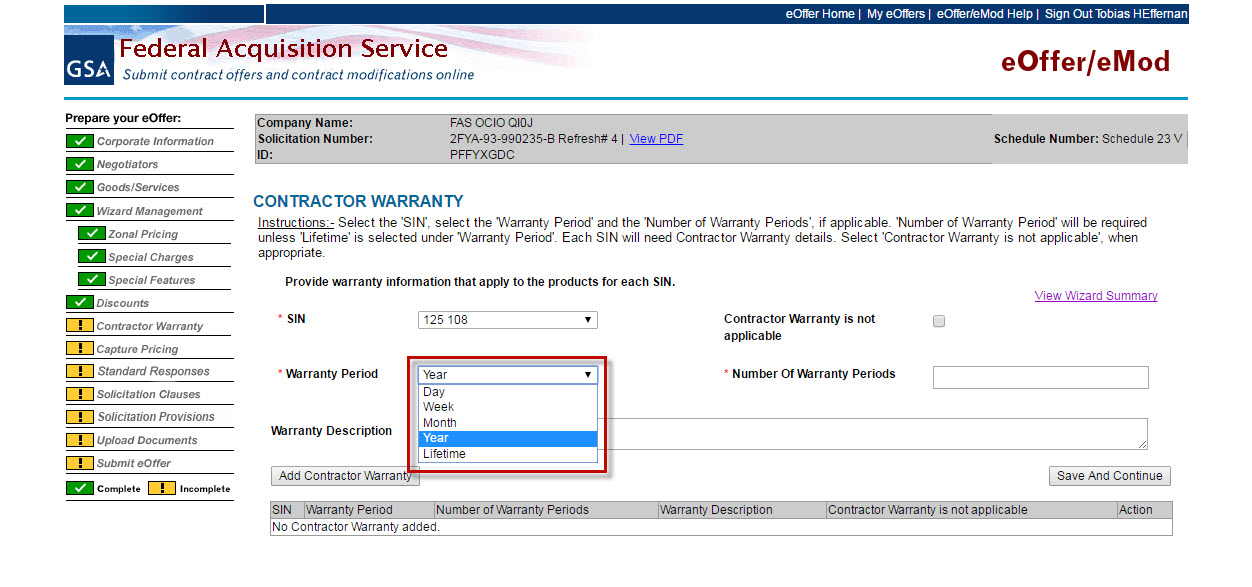 eOffer Home | My eOffers | eOffer/eMod Help | Sign Out Tobias HEffernan
GSA
Federal Acquisition Service
Submit contract offers and contract modifications online
eOffer/eMod
Prepare your eOffer:
Corporate Information
Negotiators
Goods/Services
Wizard Management
Zonal Pricing
Special Charges
Special Features
Discounts
Contractor Warranty
Capture Pricing
Standard Responses
Solicitation Clauses
Solicitation Provisions
Upload Documents
Submit eOffer
Complete ! Incomplete
Company Name: FAS OCIO QI0J
Solicitation Number: 2FYA-93-990235-B Refresh# 4 | View PDF Schedule Number: Schedule 23 V
ID: PFFYXGDC
CONTRACTOR WARRANTY
Instructions:- Select the 'SIN', select the 'Warranty Period' and the 'Number of Warranty Periods', if applicable. 'Number of Warranty Period' will be required
unless 'Lifetime' is selected under 'Warranty Period'. Each SIN will need Contractor Warranty details. Select 'Contractor Warranty is not applicable', when
appropriate.
Provide warranty information that apply to the products for each SIN.
View Wizard Summary
* SIN 125 108 Contractor Warranty is not
applicable
* Warranty Period Year * Number Of Warranty Periods
Day
Week
Month
Year
Lifetime
Warranty Description
Add Contractor Warranty Save And Continue
SIN Warranty Period Number of Warranty Periods Warranty Description Contractor Warranty is not applicable Action
No Contractor Warranty added.